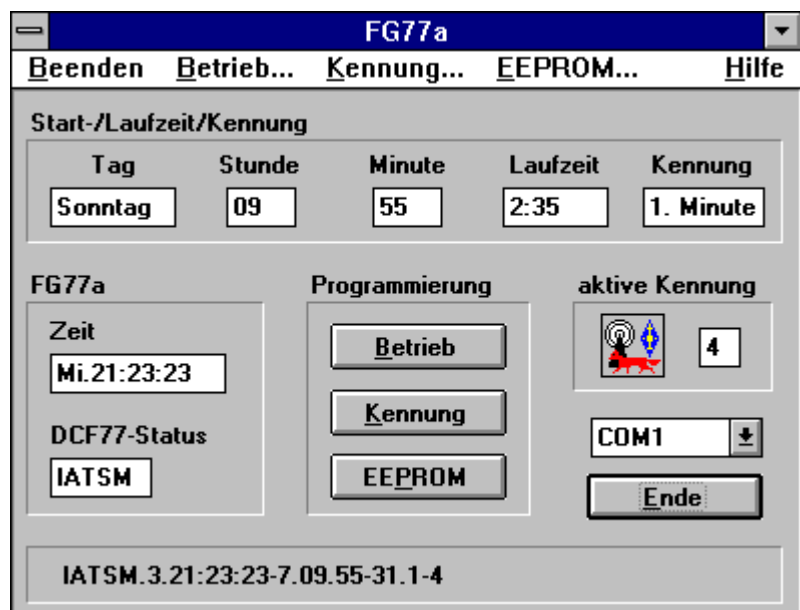 FG77a
Beenden Betrieb... Kennung... EEPROM... Hilfe
Start-/Laufzeit/Kennung
Tag Stunde Minute Laufzeit Kennung
Sonntag 09 55 2:35 1. Minute
FG77a Programmierung aktive Kennung
Zeit
Betrieb 4
Mi.21:23:23
Kennung
DCF77-Status COM1
IATSM EEPROM
Ende
IATSM.3.21:23:23-7.09.55-31.1-4